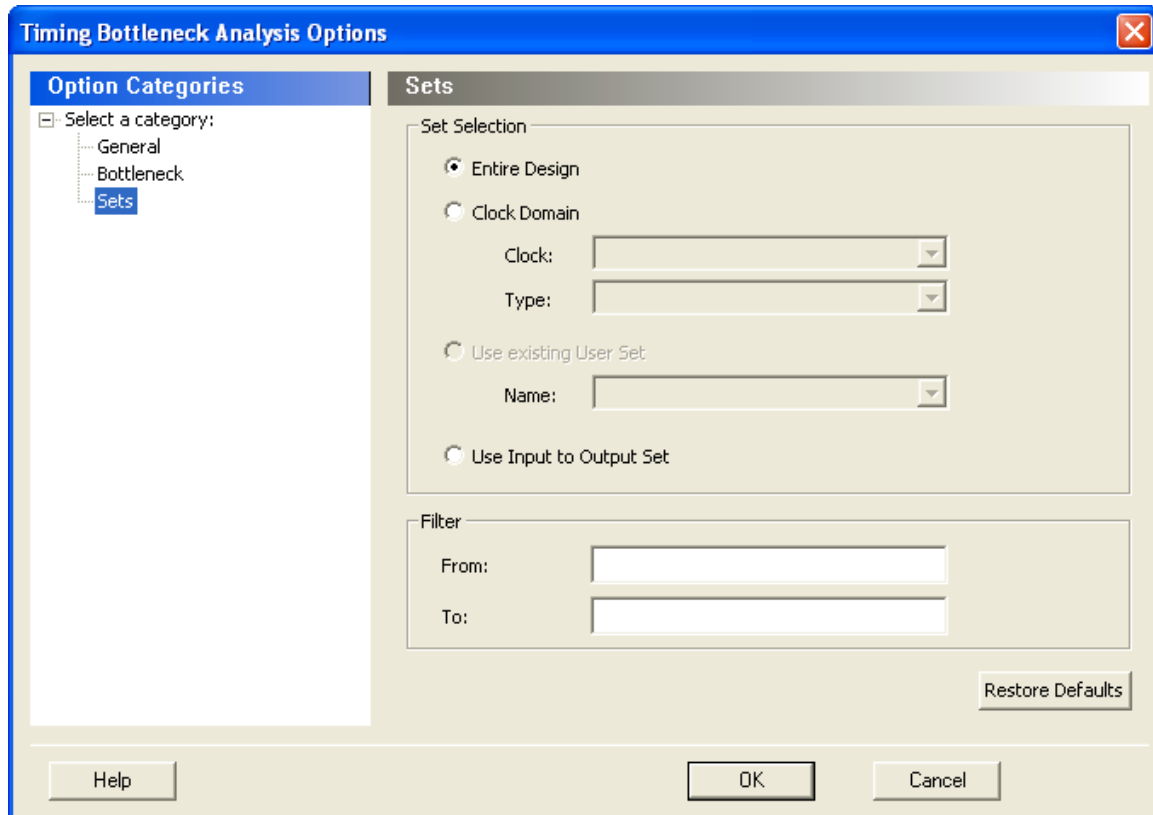 Timing Bottleneck Analysis Options
Option Categories
Select a category:
General
Bottleneck
Sets
Sets
Set Selection
Entire Design
Clock Domain
Clock:
Type:
Use existing User Set
Name:
Use Input to Output Set
Filter
From:
To:
Restore Defaults
Help
OK
Cancel